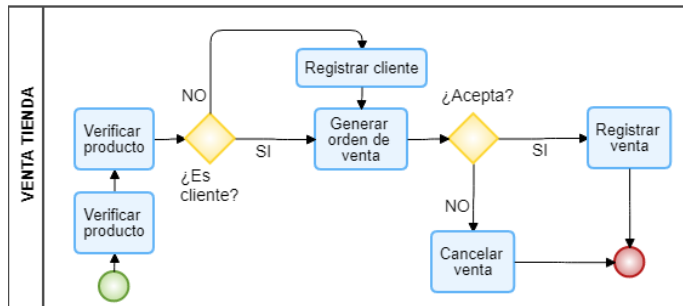 VENTA TIENDA
Registrar cliente
NO
¿Acepta?
Verificar
producto
Generar
orden de
venta
Registrar
venta
SI
SI
¿Es
cliente?
Verificar
producto
NO
Cancelar
venta